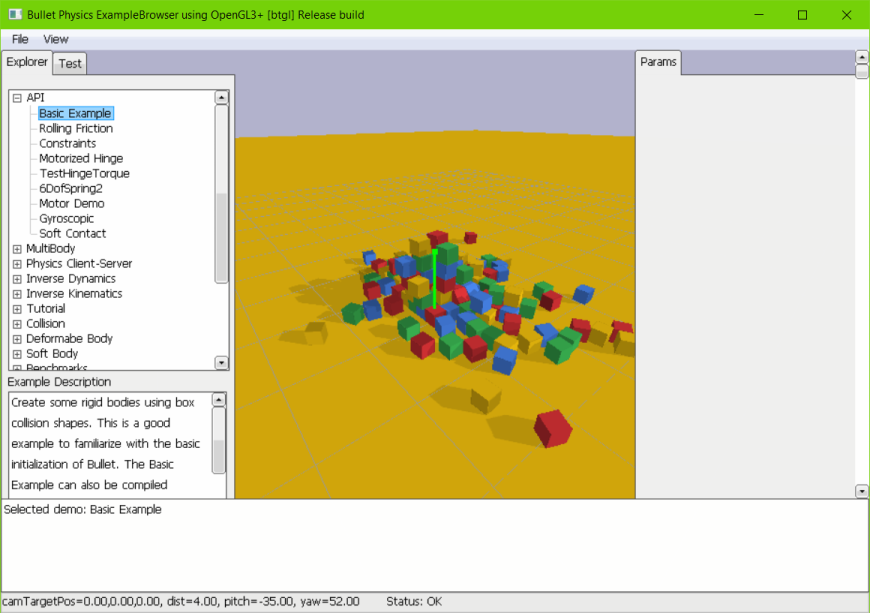 Bullet Physics ExampleBrowser using OpenGL3+ [btgl] Release build
File View
Explorer Test
Params
API
Basic Example
Rolling Friction
Constraints
Motorized Hinge
TestHingeTorque
6DofSpring2
Motor Demo
Gyroscopic
Soft Contact
MultiBody
Physics Client-Server
Inverse Dynamics
Inverse Kinematics
Tutorial
Collision
Deformabe Body
Soft Body
Benchmarks
Example Description
Create some rigid bodies using box
collision shapes. This is a good
example to familiarize with the basic
initialization of Bullet. The Basic
Example can also be compiled
Selected demo: Basic Example
camTargetPos=0.00,0.00,0.00, dist=4.00, pitch=-35.00, yaw=52.00 Status: OK